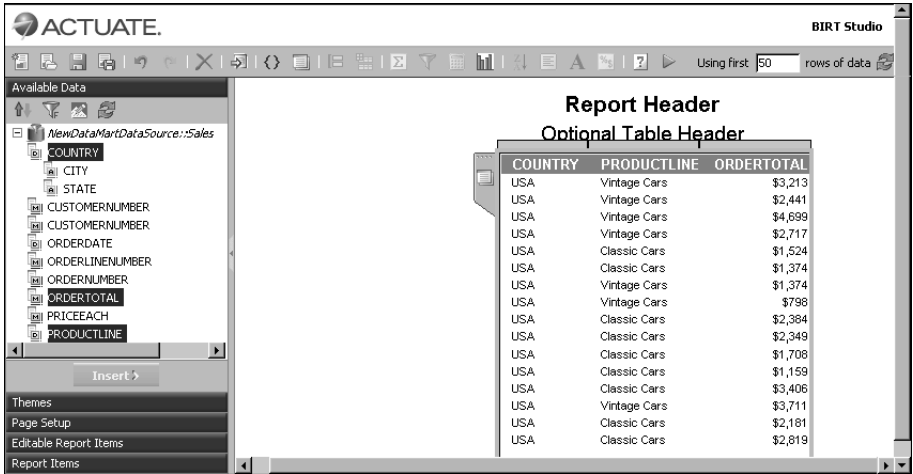 ACTUATE.
BIRT Studio
Using first 50 rows of data
Available Data
NewDataMartDataSource::Sales
COUNTRY
CITY
STATE
CUSTOMERNUMBER
CUSTOMERNUMBER
ORDERDATE
ORDERLINENUMBER
ORDERNUMBER
ORDERTOTAL
PRICEEACH
PRODUCTLINE
Insert
Themes
Page Setup
Editable Report Items
Report Items
Report Header
Optional Table Header
COUNTRY PRODUCTLINE ORDERTOTAL
USA Vintage Cars $3,213
USA Vintage Cars $2,441
USA Vintage Cars $4,699
USA Vintage Cars $2,717
USA Classic Cars $1,524
USA Classic Cars $1,374
USA Vintage Cars $1,374
USA Vintage Cars $798
USA Classic Cars $2,384
USA Classic Cars $2,349
USA Classic Cars $1,708
USA Classic Cars $1,159
USA Classic Cars $3,406
USA Vintage Cars $3,711
USA Classic Cars $2,181
USA Classic Cars $2,819